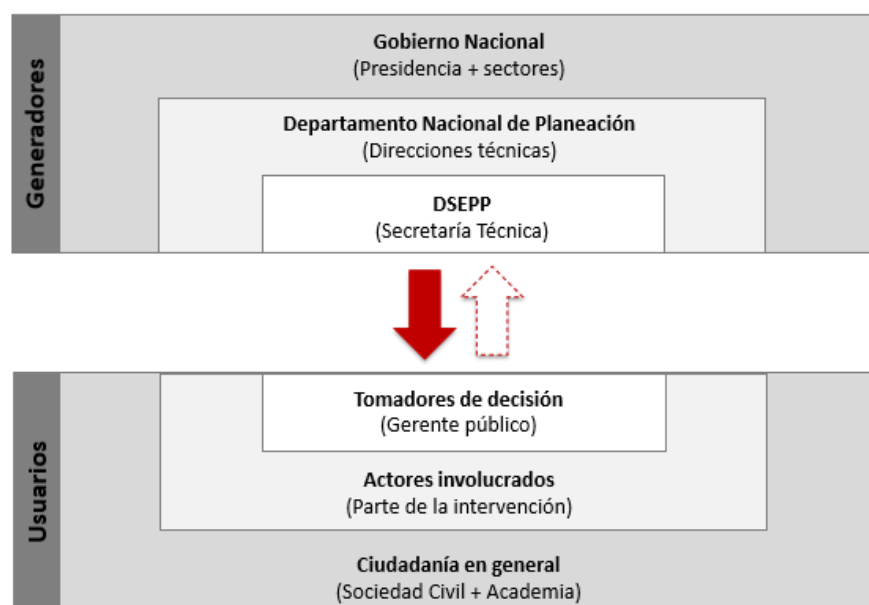 Generadores
Gobierno Nacional
(Presidencia + sectores)
Departamento Nacional de Planeación
(Direcciones técnicas)
DSEPP
(Secretaría Técnica)
Usuarios
Tomadores de decisión
(Gerente público)
Actores involucrados
(Parte de la intervención)
Ciudadanía en general
(Sociedad Civil + Academia)